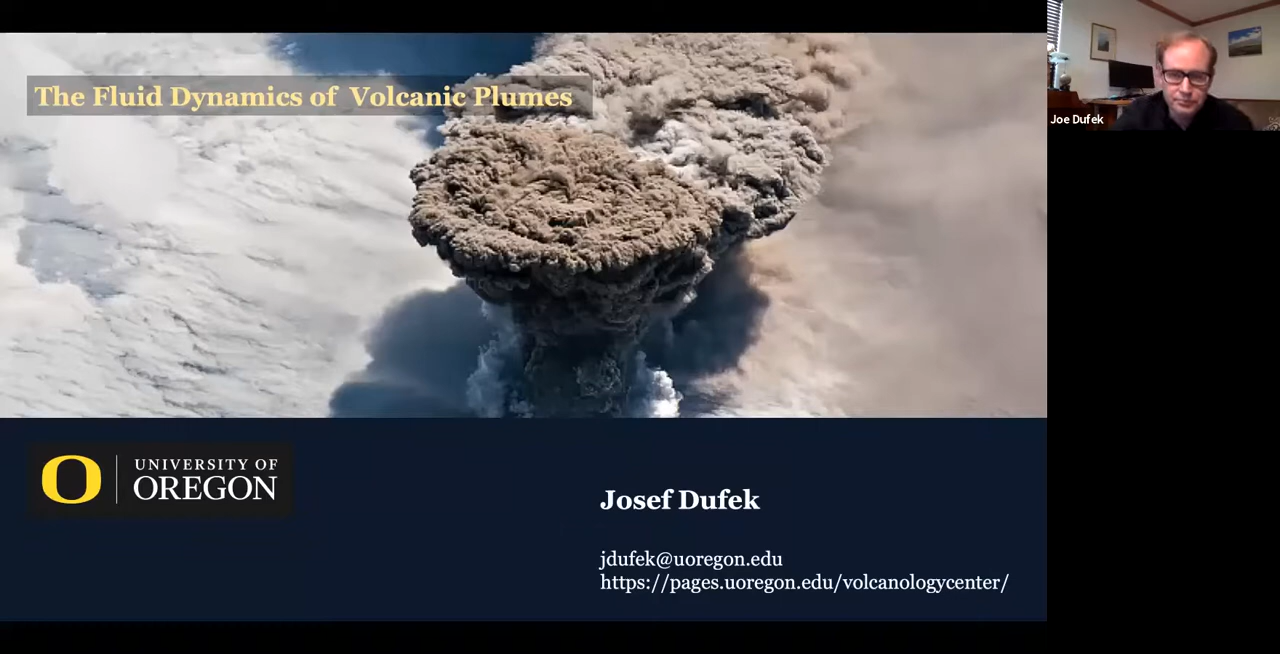 The Fluid Dynamics of Volcanic Plumes
Joe Dufek
UNIVERSITY OF
OREGON
Josef Dufek
jdufek@uoregon.edu
https://pages.uoregon.edu/volcanologycenter/